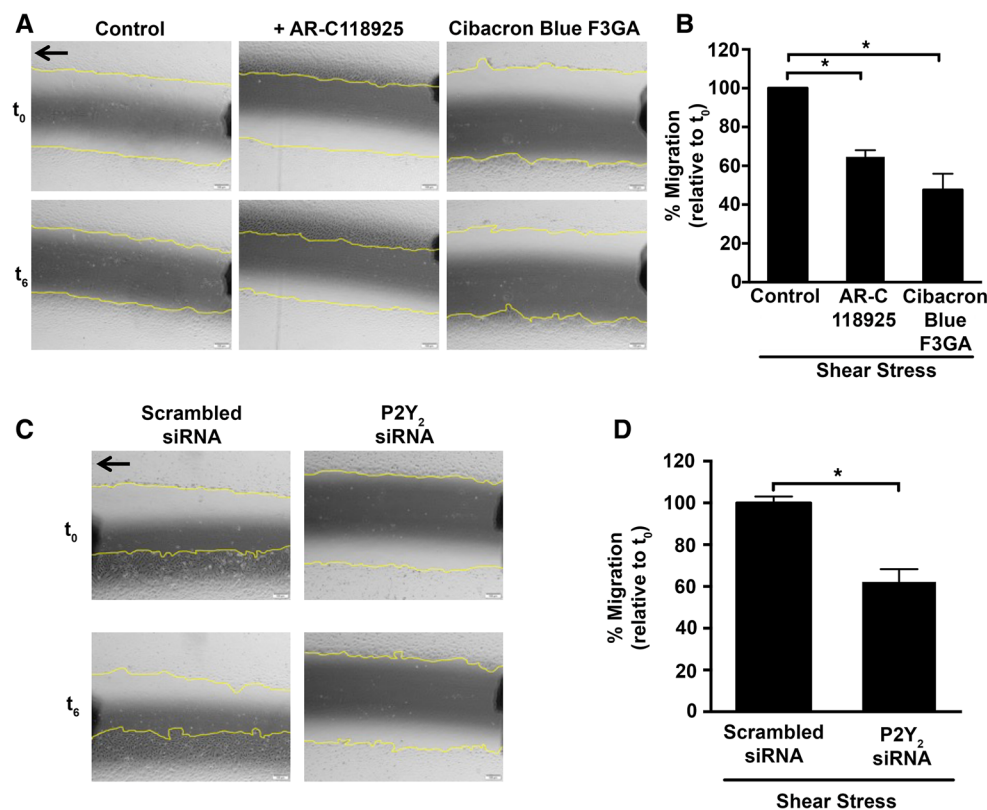 A
Control
+ AR-C118925
Cibacron Blue F3GA
t0
t6
B
% Migration
(relative to t0)
120
100
80
60
40
20
0
*
*
Control
AR-C
118925
Cibacron
Blue
F3GA
Shear Stress
C
Scrambled
siRNA
P2Y2
siRNA
t0
t6
D
% Migration
(relative to t0)
120
100
80
60
40
20
0
*
Scrambled
siRNA
P2Y2
siRNA
Shear Stress